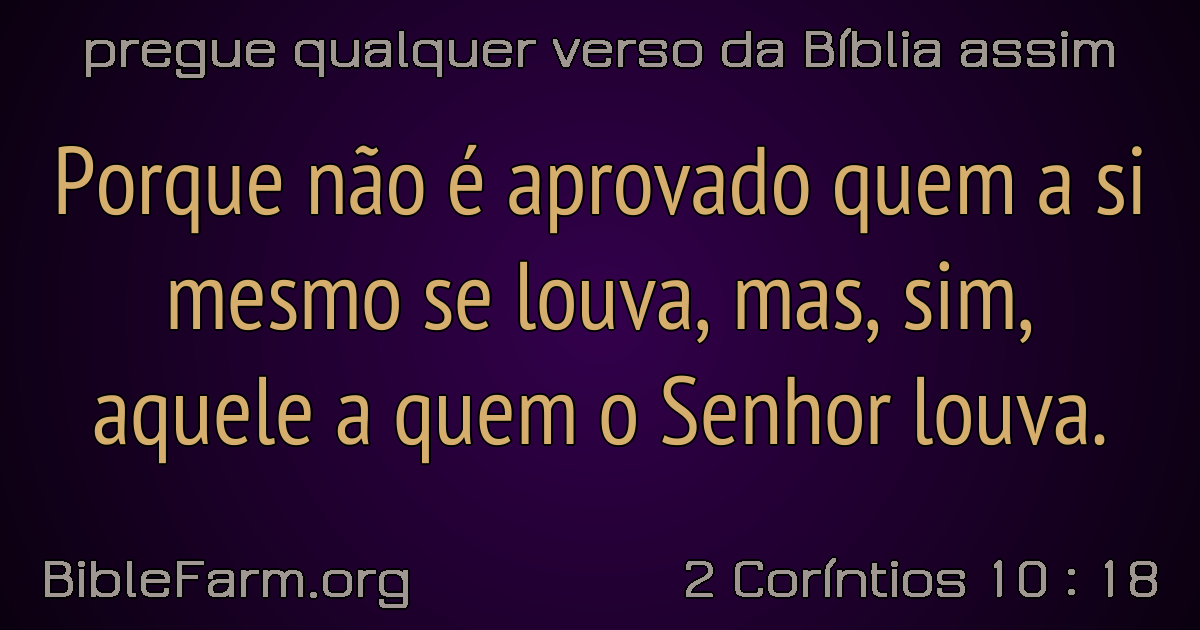 pregue qualquer verso da Bíblia assim
Porque não é aprovado quem a si
mesmo se louva, mas, sim,
aquele a quem o Senhor louva.
BibleFarm.org
2 Coríntios 10 : 18